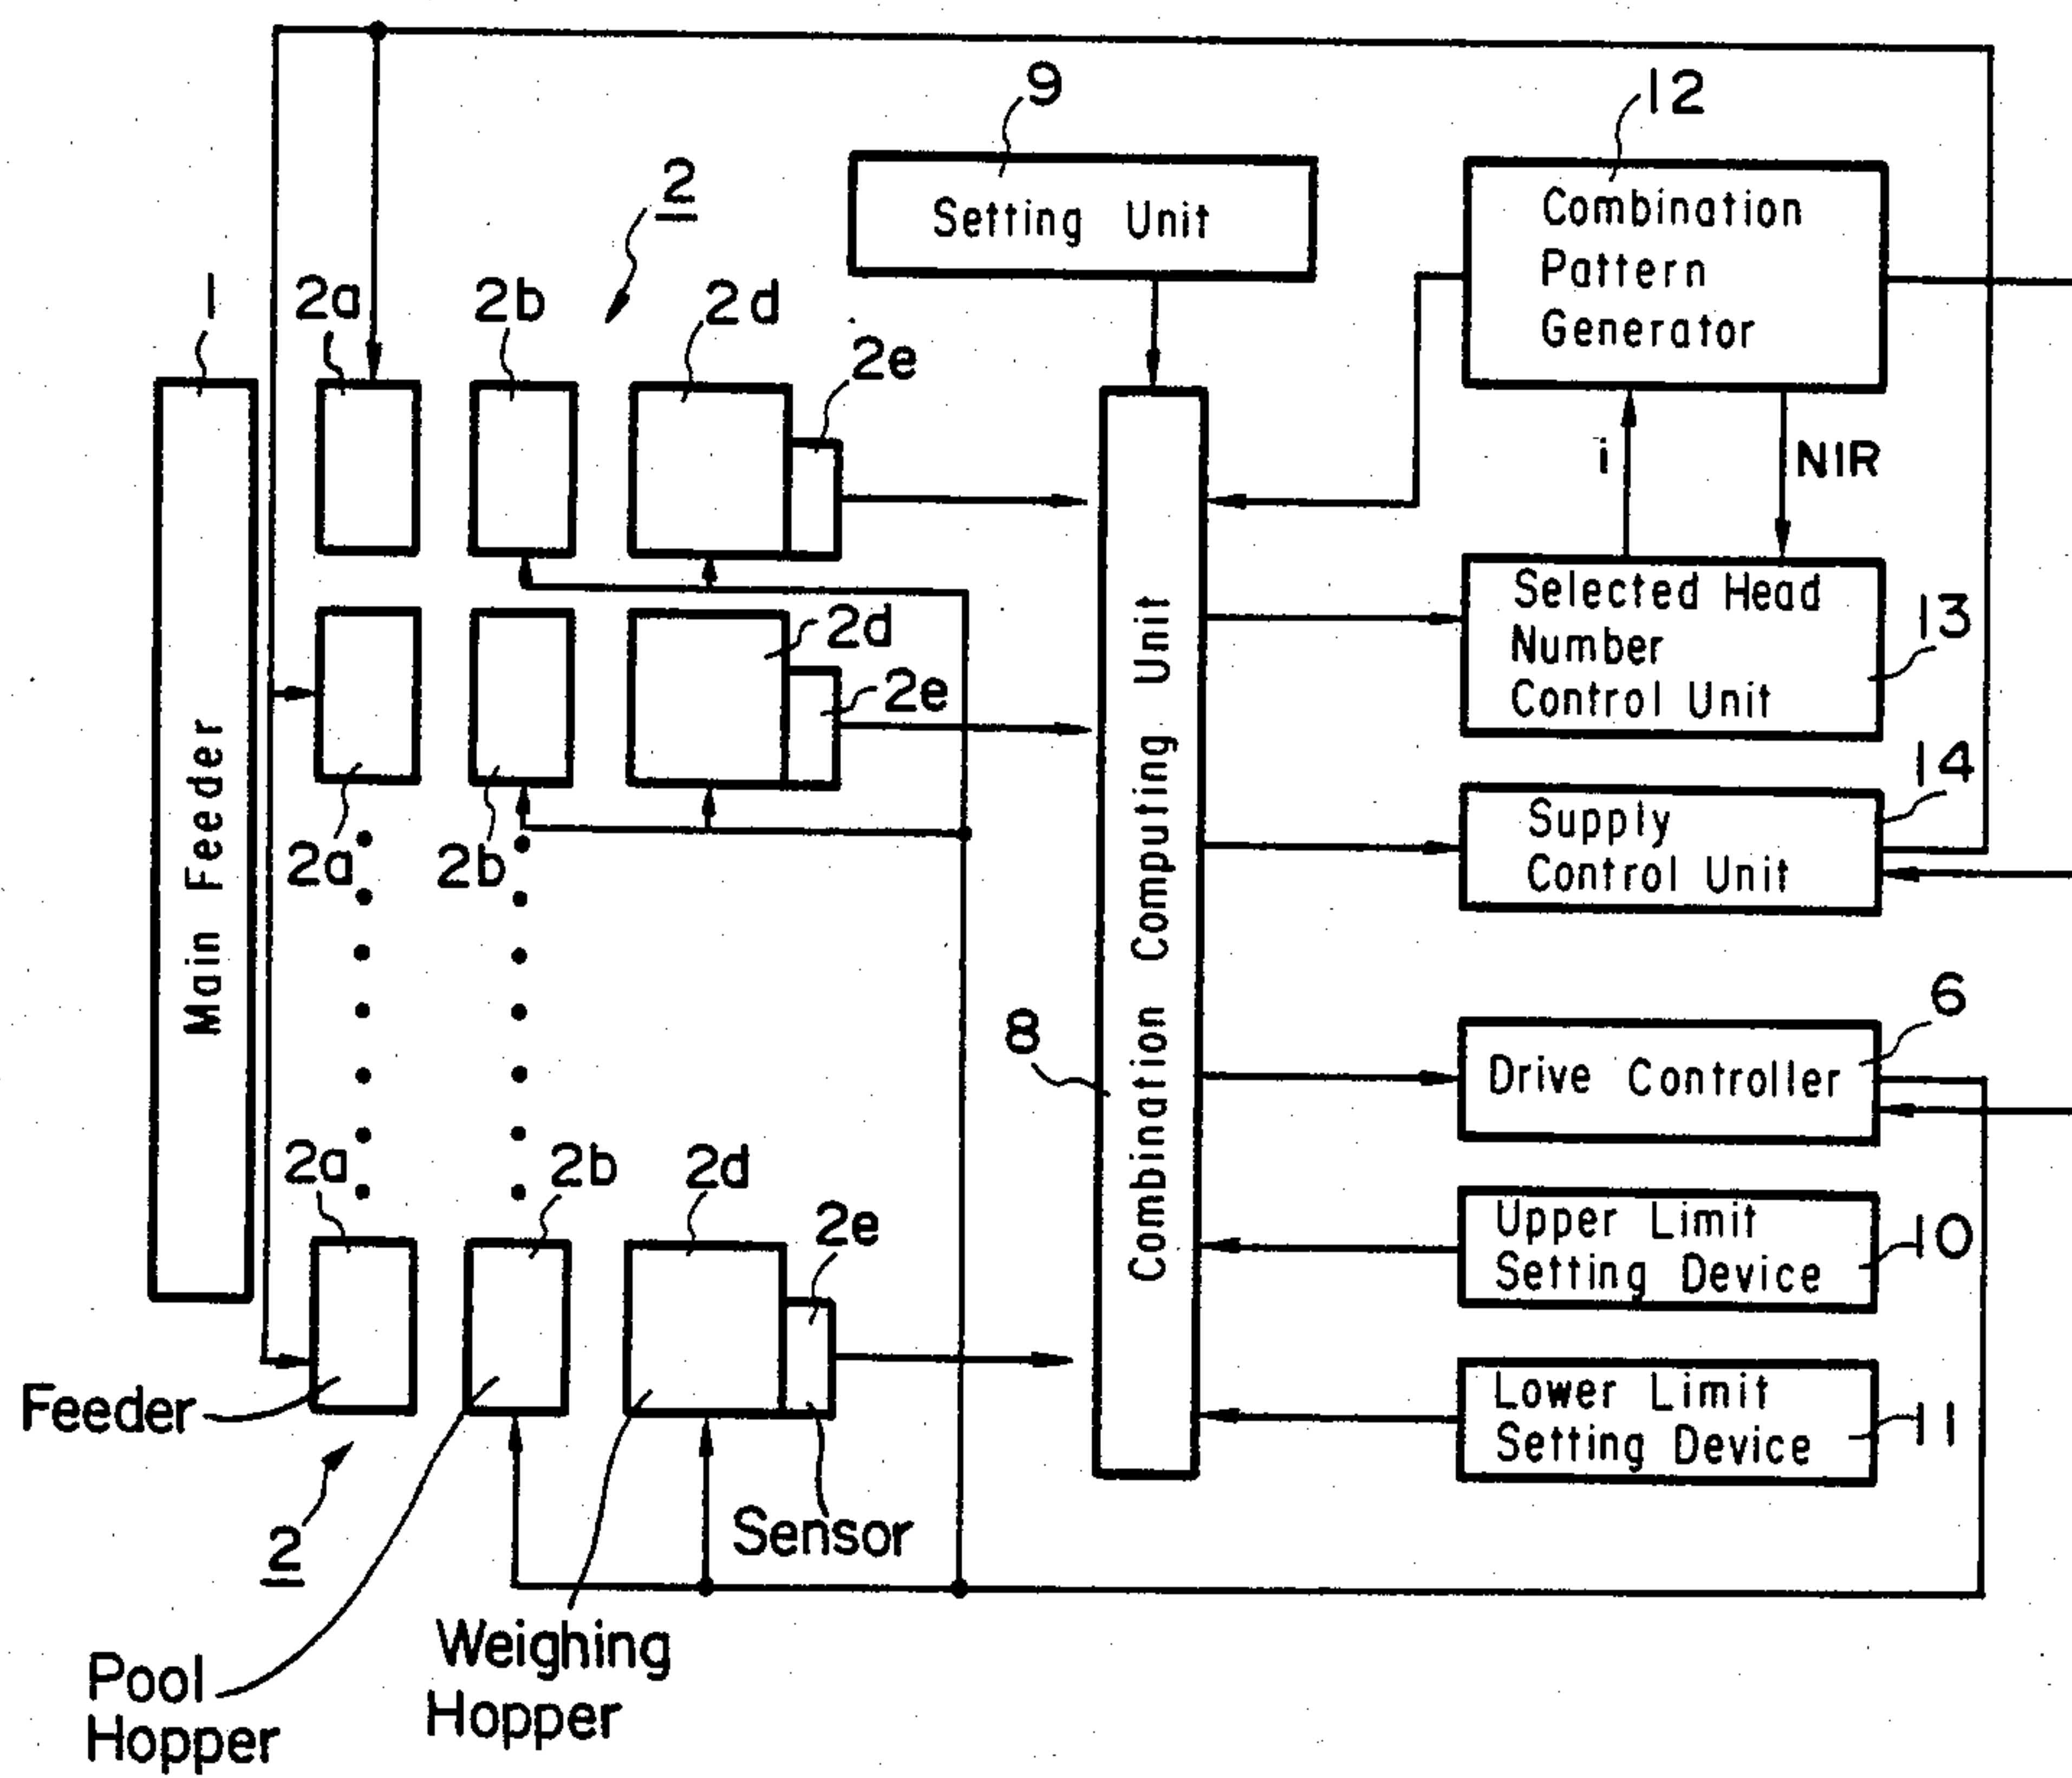 9
12
2
Setting Unit
Combination
Pattern
Generator
1
2a
2b
2d
2e
i
NIR
Main Feeder
2d
2e
Combination Computing Unit
Selected Head
Number
Control Unit
13
14
2a
2b
Supply
Control Unit
8
6
Drive Controller
2a
2b
2d
2e
Upper Limit
Setting Device
10
Feeder
Lower Limit
Setting Device
11
2
Sensor
Weighing
Hopper
Pool
Hopper